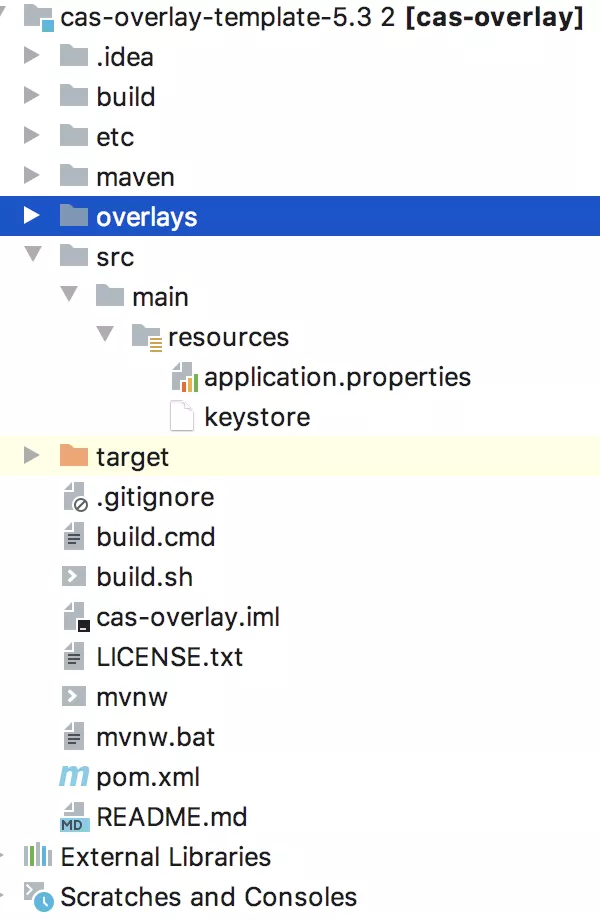 cas-overlay-template-5.3 2 [cas-overlay]
.idea
build
etc
maven
overlays
src
main
resources
application.properties
keystore
target
.gitignore
build.cmd
build.sh
cas-overlay.iml
LICENSE.txt
mvnw
mvnw.bat
m pom.xml
MD README.md
External Libraries
Scratches and Consoles